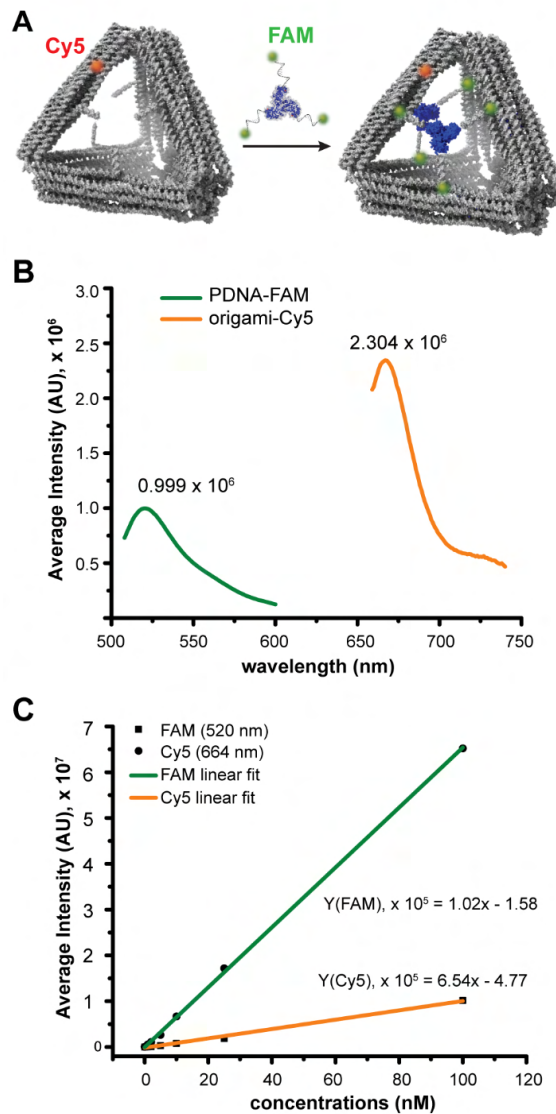 A
Cy5
FAM
B
3.0
2.5
2.0
1.5
1.0
0.5
Average Intensity (AU), x 10⁶
PDNA-FAM
origami-Cy5
2.304 x 10⁶
0.999 x 10⁶
500
550
600
650
700
750
wavelength (nm)
C
7
6
5
4
3
2
1
0
Average Intensity (AU), x 10⁷
FAM (520 nm)
Cy5 (664 nm)
FAM linear fit
Cy5 linear fit
Y(FAM), x 10⁵ = 1.02x - 1.58
Y(Cy5), x 10⁵ = 6.54x - 4.77
0
20
40
60
80
100
120
concentrations (nM)